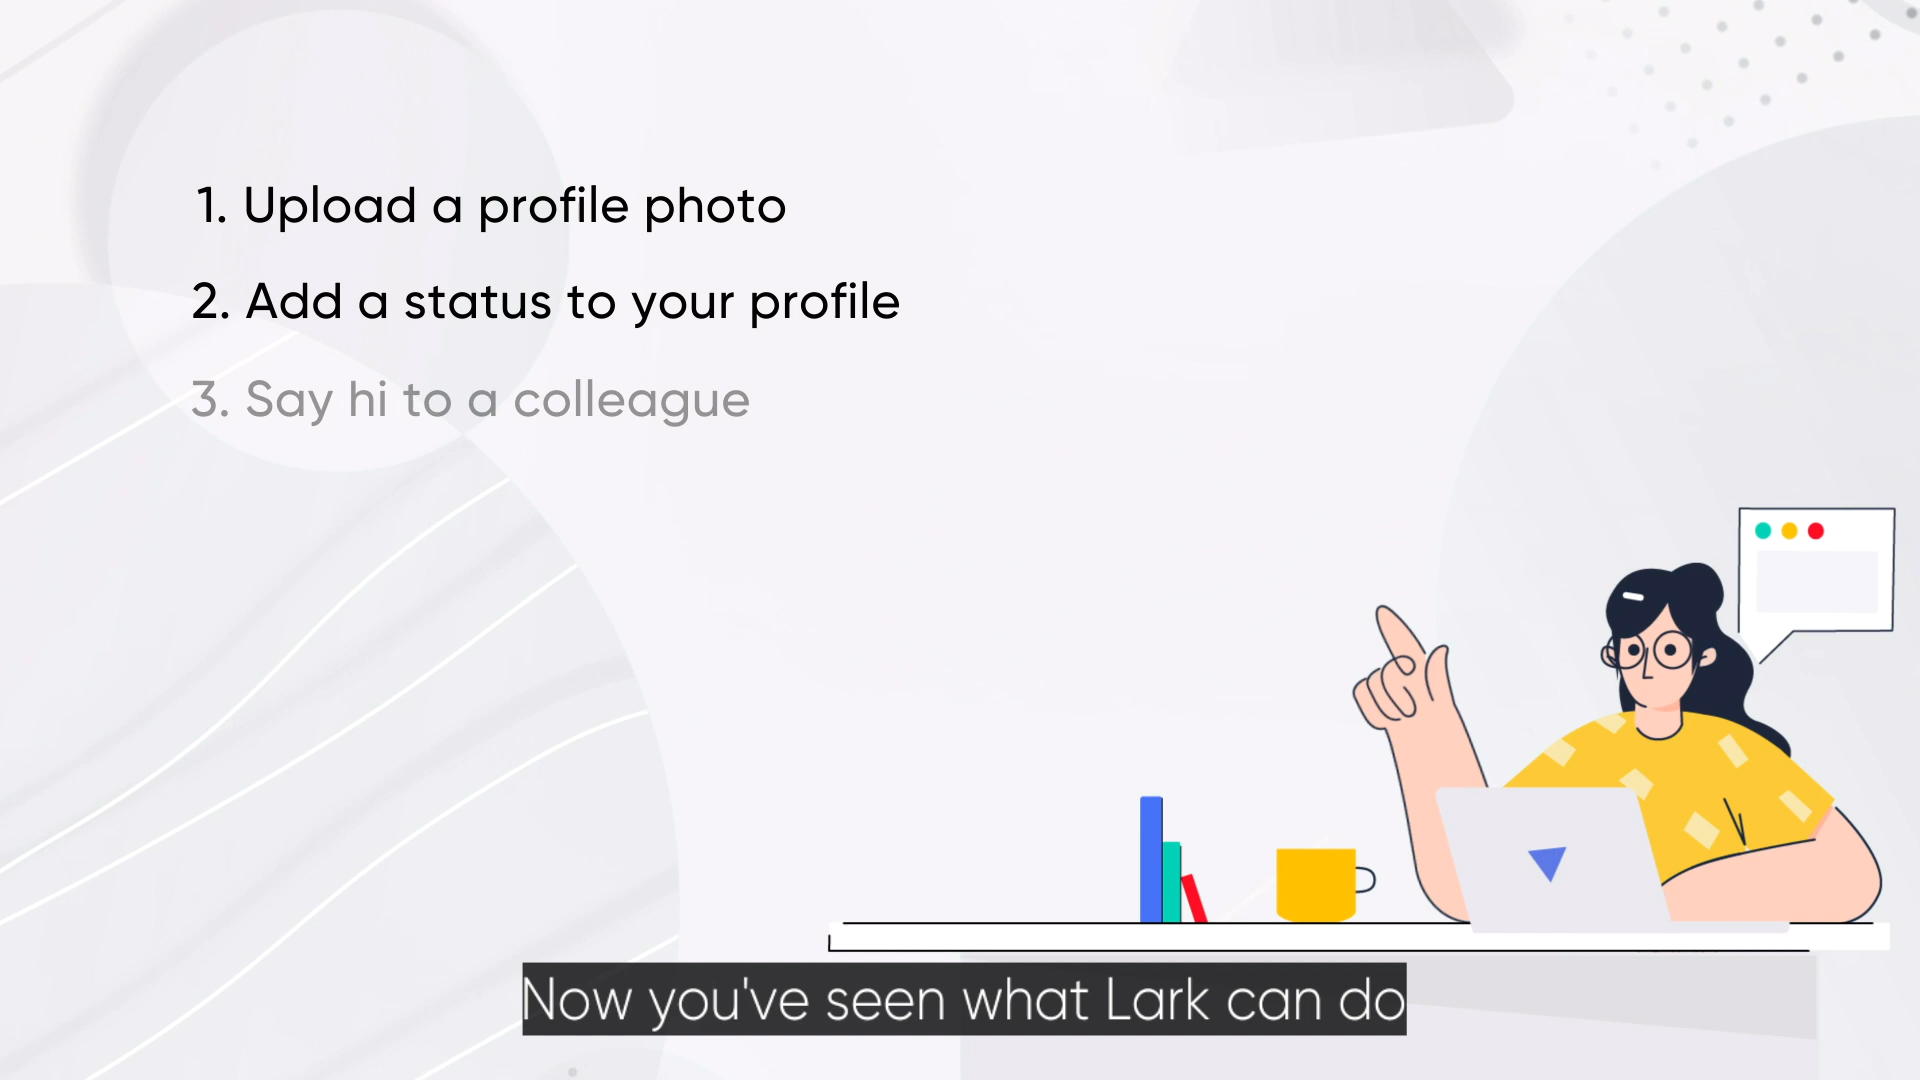 1. Upload a profile photo
2. Add a status to your profile
3. Say hi to a colleague
Now you've seen what Lark can do